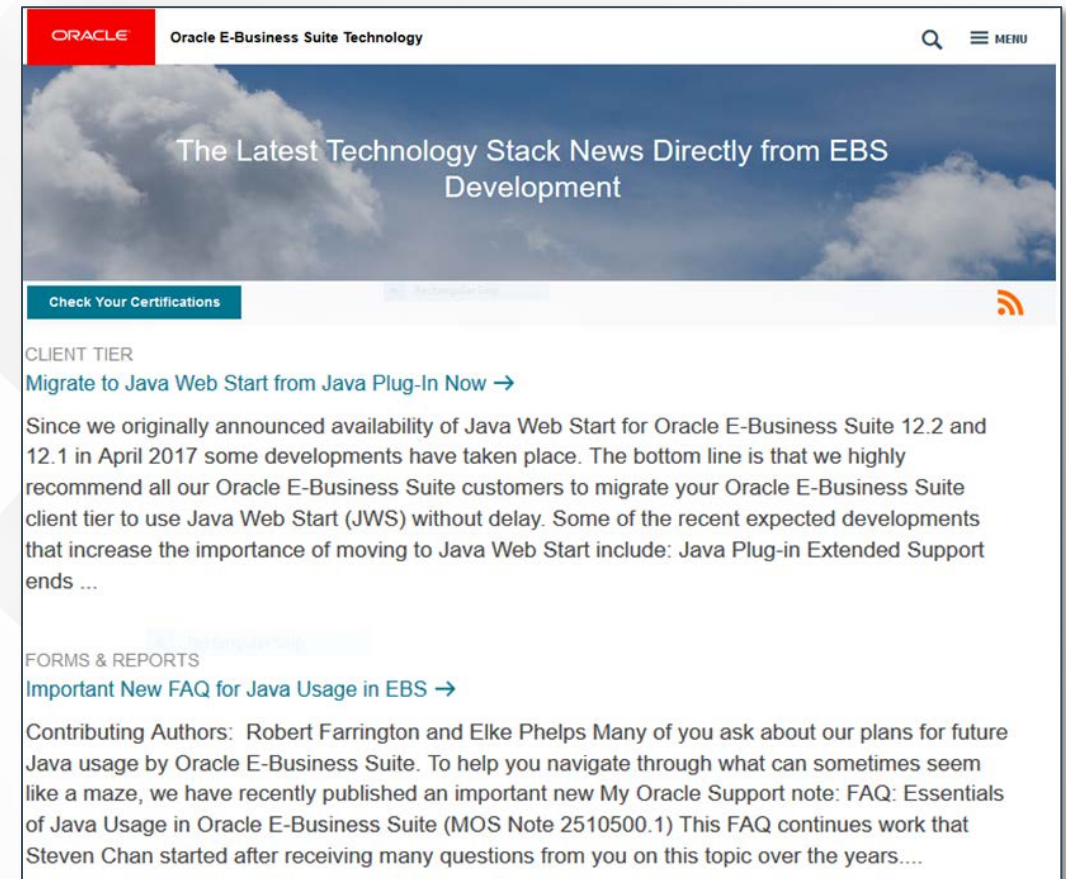 ORACLE
Oracle E-Business Suite Technology
MENU
The Latest Technology Stack News Directly from EBS
Development
Check Your Certifications
CLIENT TIER
Migrate to Java Web Start from Java Plug-In Now →
Since we originally announced availability of Java Web Start for Oracle E-Business Suite 12.2 and
12.1 in April 2017 some developments have taken place. The bottom line is that we highly
recommend all our Oracle E-Business Suite customers to migrate your Oracle E-Business Suite
client tier to use Java Web Start (JWS) without delay. Some of the recent expected developments
that increase the importance of moving to Java Web Start include: Java Plug-in Extended Support
ends ...
FORMS & REPORTS
Important New FAQ for Java Usage in EBS →
Contributing Authors: Robert Farrington and Elke Phelps Many of you ask about our plans for future
Java usage by Oracle E-Business Suite. To help you navigate through what can sometimes seem
like a maze, we have recently published an important new My Oracle Support note: FAQ: Essentials
of Java Usage in Oracle E-Business Suite (MOS Note 2510500.1) This FAQ continues work that
Steven Chan started after receiving many questions from you on this topic over the years....